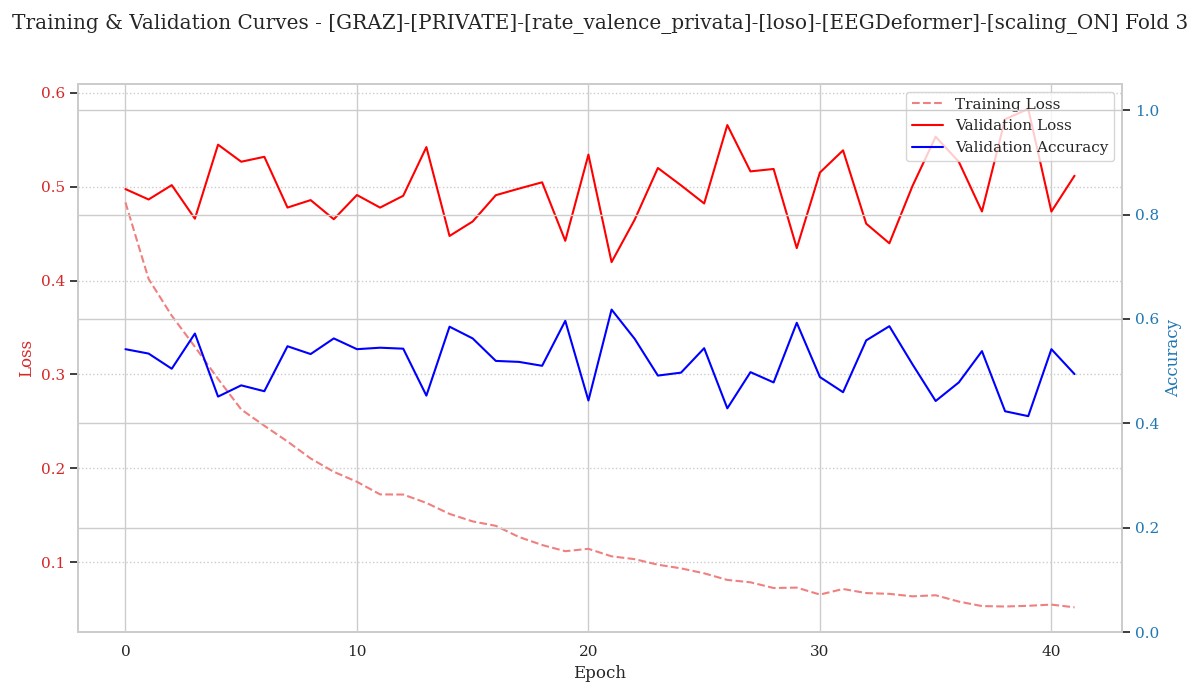 Training & Validation Curves - [GRAZ]-[PRIVATE]-[rate_valence_privata]-[loso]-[EEGDeformer]-[scaling_ON] Fold 3
Training Loss
Validation Loss
Validation Accuracy
0.6
0.5
0.4
0.3
0.2
0.1
Loss
1.0
0.8
0.6
0.4
0.2
0.0
Accuracy
0 10 20 30 40
Epoch